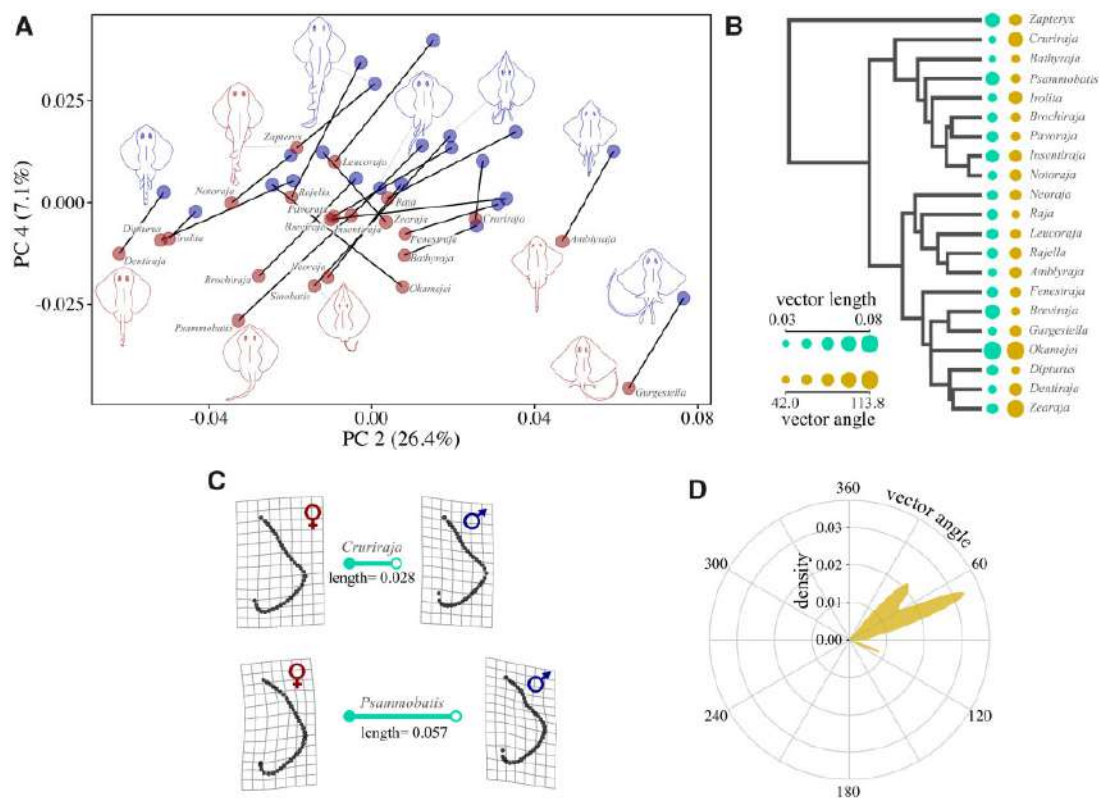 A
0.025
0.000
-0.025
PC 4 (7.1%)
Zapteryx
Leucoraja
Notoraja
Rajella
Raja
Pavoraja
Zearaja
Cruriraja
Dipturus
Irolita
Breviraja
Insentiraja
Fenestraja
Amblyraja
Dentiraja
Bathyraja
Brochiraja
Neoraja
Sinobatis
Okamejei
Psammobatis
Gurgesiella
-0.04
0.00
0.04
0.08
PC 2 (26.4%)
B
Zapteryx
Cruriraja
Bathyraja
Psammobatis
Irolita
Brochiraja
Pavoraja
Insentiraja
Notoraja
Neoraja
Raja
Leucoraja
Rajella
Amblyraja
Fenestraja
Breviraja
Gurgesiella
Okamejei
Dipturus
Dentiraja
Zearaja
vector length
0.03 0.08
42.0 113.8
vector angle
C
♀
♂
Cruriraja
length= 0.028
♀
♂
Psammobatis
length= 0.057
D
360
vector angle
60
120
180
240
300
density
0.03
0.02
0.01
0.00